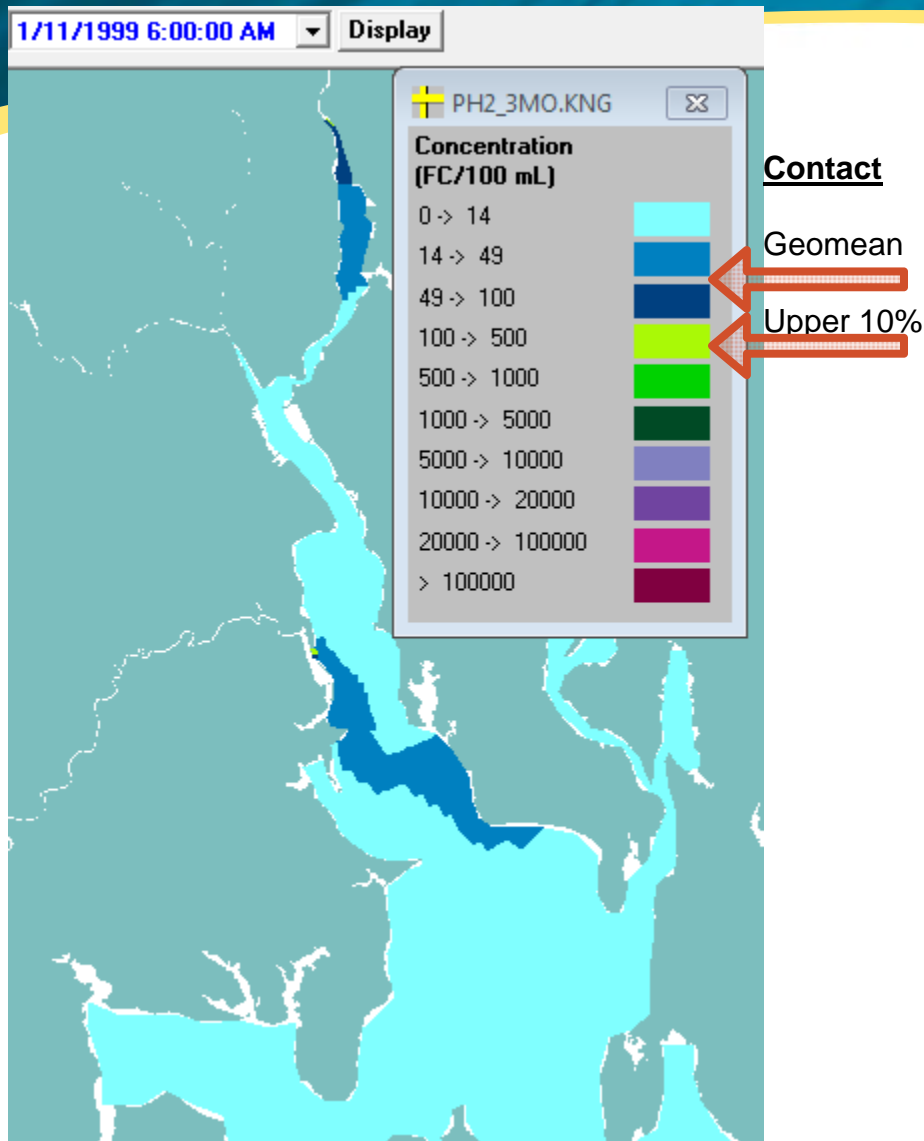 1/11/1999 6:00:00 AM Display
PH2_3MO.KNG
Concentration
(FC/100 mL)
0 -> 14
14 -> 49
49 -> 100
100 -> 500
500 -> 1000
1000 -> 5000
5000 -> 10000
10000 -> 20000
20000 -> 100000
> 100000
Contact
Geomean
Upper 10%